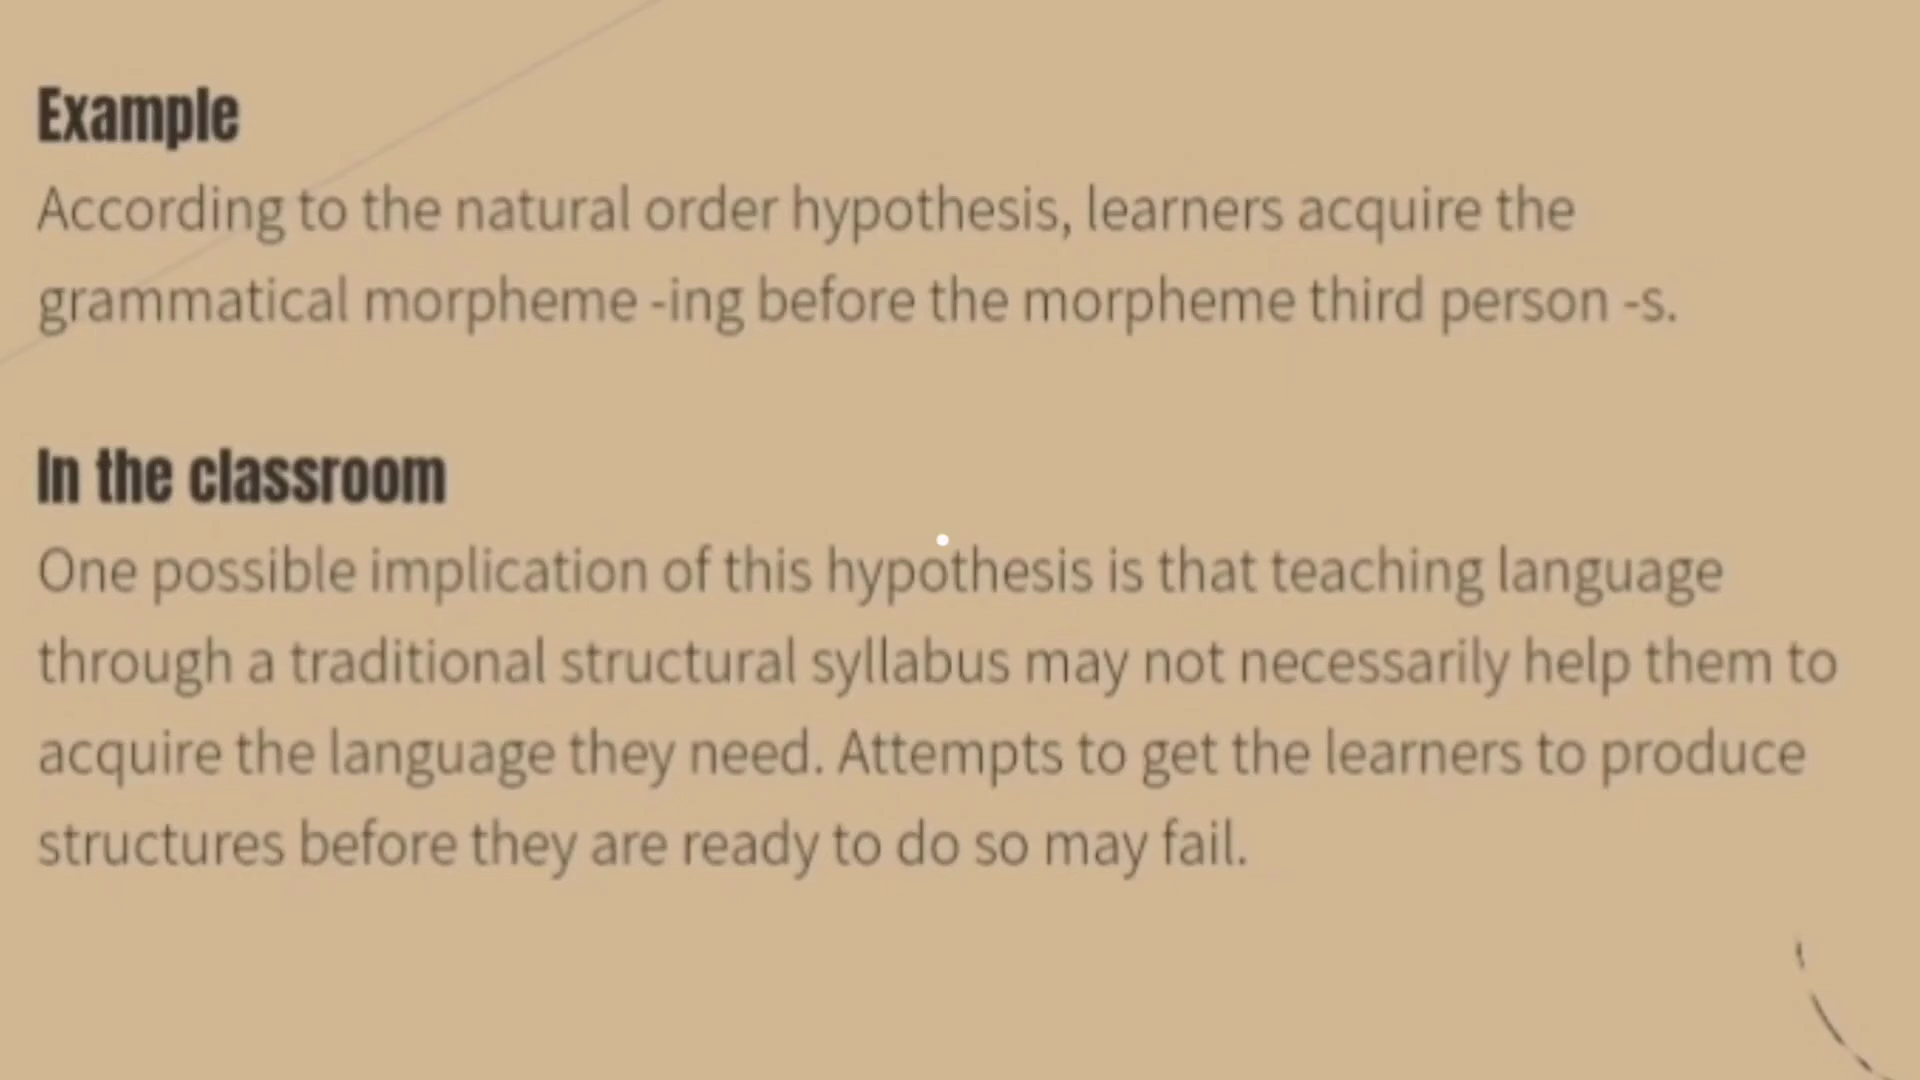 Example
According to the natural order hypothesis, learners acquire the
grammatical morpheme -ing before the morpheme third person -s.
In the classroom
One possible implication of this hypothesis is that teaching language
through a traditional structural syllabus may not necessarily help them to
acquire the language they need. Attempts to get the learners to produce
structures before they are ready to do so may fail.